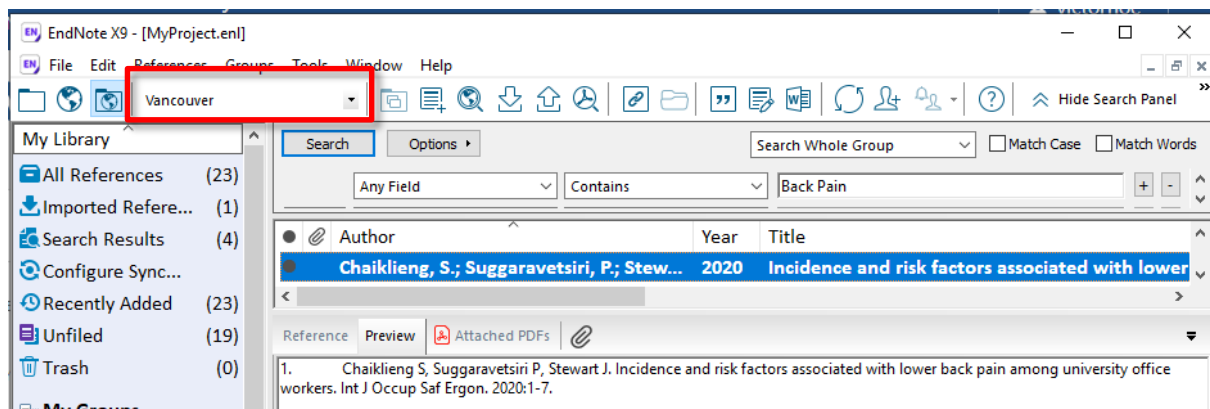 EndNote X9 - [MyProject.enl]
File Edit References Groups Tools Window Help
Vancouver
Hide Search Panel
My Library
Search Options Search Whole Group Match Case Match Words
All References (23)
Any Field Contains Back Pain + -
Imported Refere... (1)
Search Results (4)
Author Year Title
Configure Sync...
Chaiklieng, S.; Suggaravetsiri, P.; Stew... 2020 Incidence and risk factors associated with lower
Recently Added (23)
Unfiled (19)
Reference Preview Attached PDFs
Trash (0)
1. Chaiklieng S, Suggaravetsiri P, Stewart J. Incidence and risk factors associated with lower back pain among university office
workers. Int J Occup Saf Ergon. 2020:1-7.
My Groups